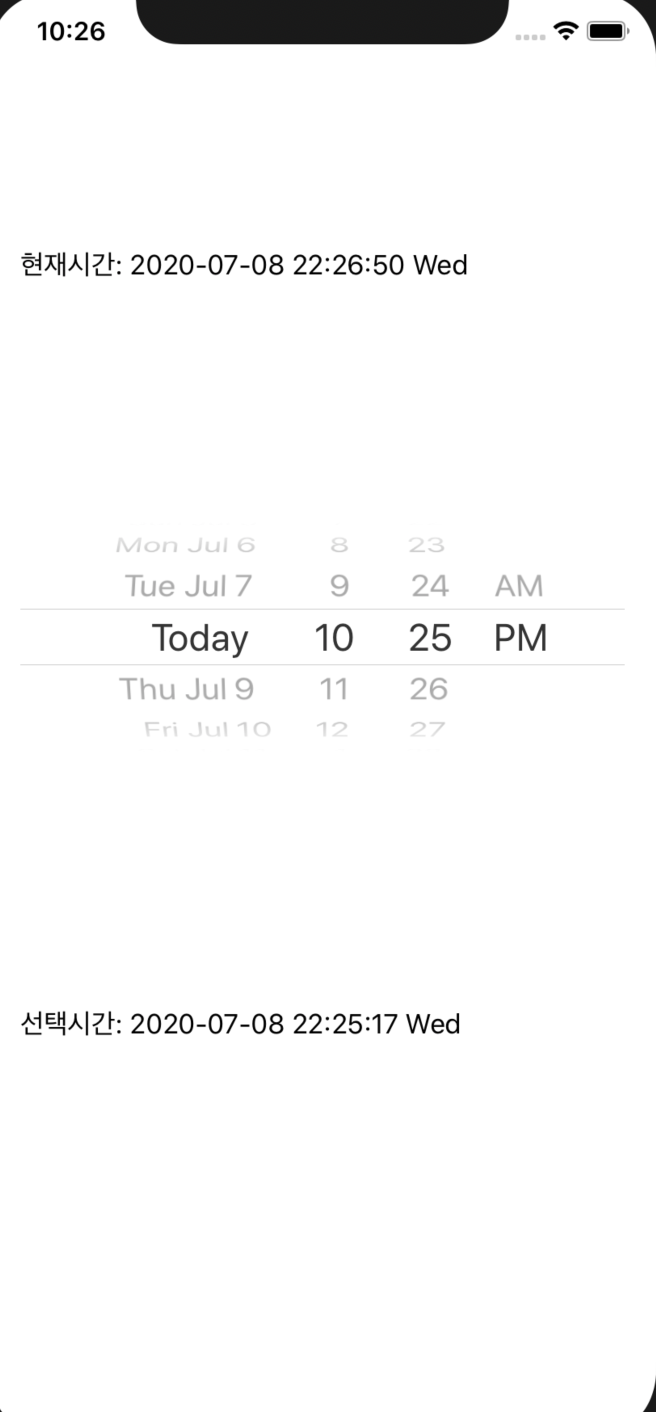 10:26
현재시간: 2020-07-08 22:26:50 Wed
Mon Jul 6 8 23
Tue Jul 7 9 24 AM
Today 10 25 PM
Thu Jul 9 11 26
Fri Jul 10 12 27
선택시간: 2020-07-08 22:25:17 Wed